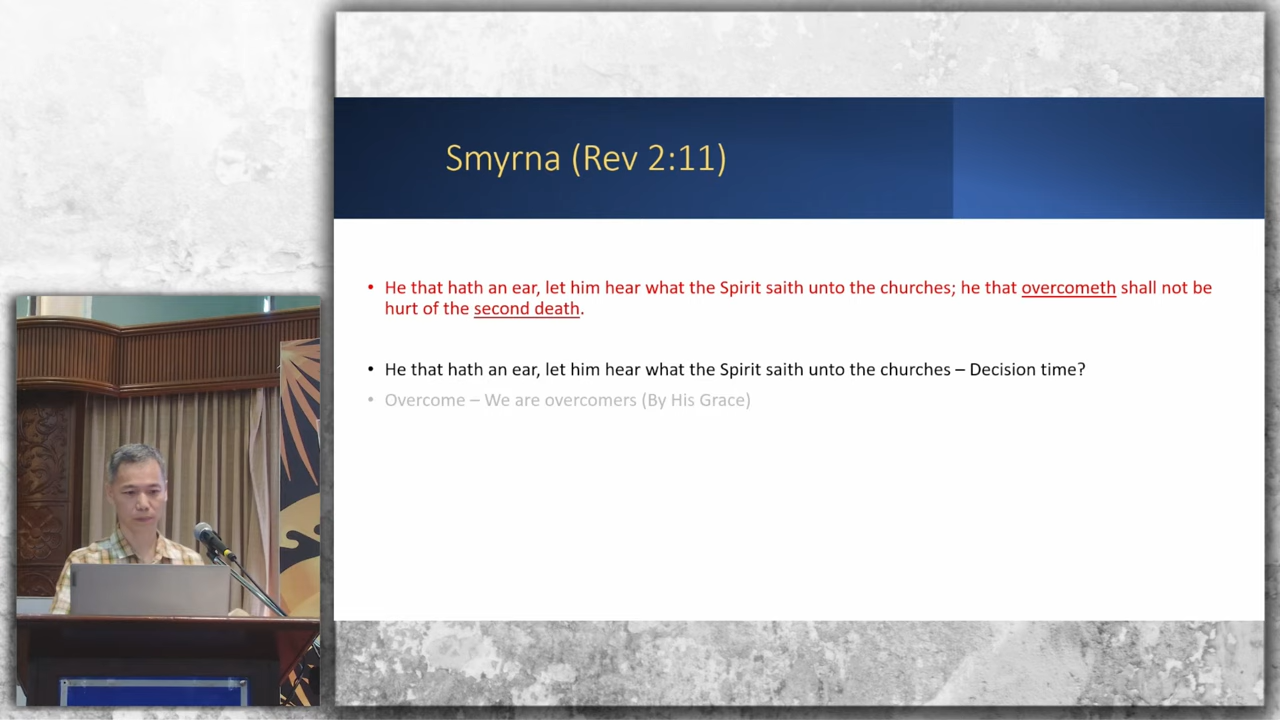 Smyrna (Rev 2:11)
• He that hath an ear, let him hear what the Spirit saith unto the churches; he that overcometh shall not be
hurt of the second death.
• He that hath an ear, let him hear what the Spirit saith unto the churches – Decision time?
• Overcome – We are overcomers (By His Grace)